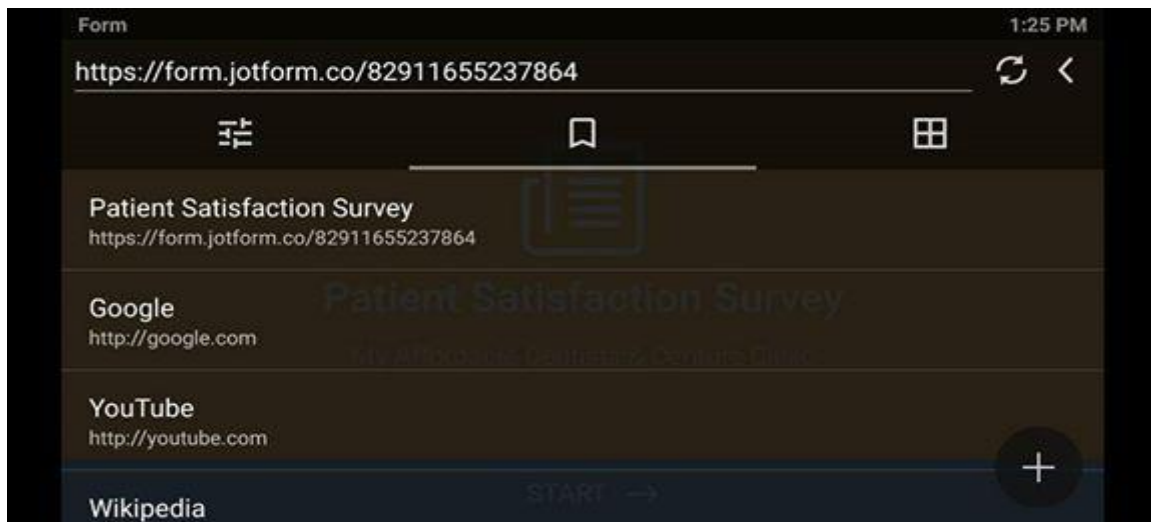 Form
1:25 PM
https://form.jotform.co/82911655237864
Patient Satisfaction Survey
https://form.jotform.co/82911655237864
Google
http://google.com
Patient Satisfaction Survey
YouTube
http://youtube.com
START →
Wikipedia